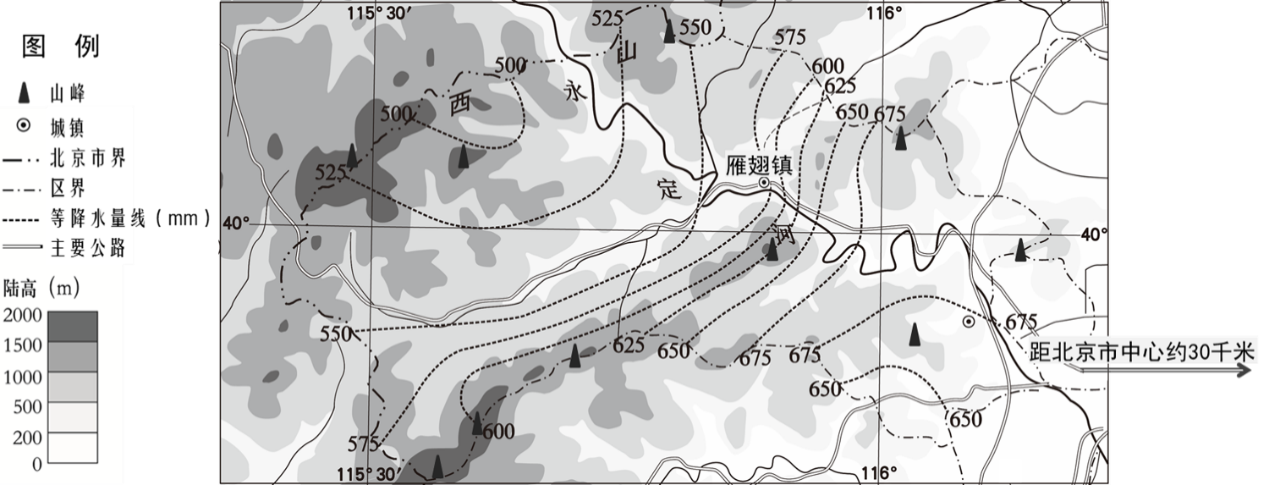 图 例
山峰
城镇
北京市界
区界
等降水量线（mm）
主要公路
陆高（m）
2000
1500
1000
500
200
0
115°30′
116°
525
山
550
575
500
西
永
600
625
500
650
675
525
雁翅镇
定
河
40°
40°
550
625
650
675
675
675
距北京市中心约30千米
650
650
575
600
115°30′
116°